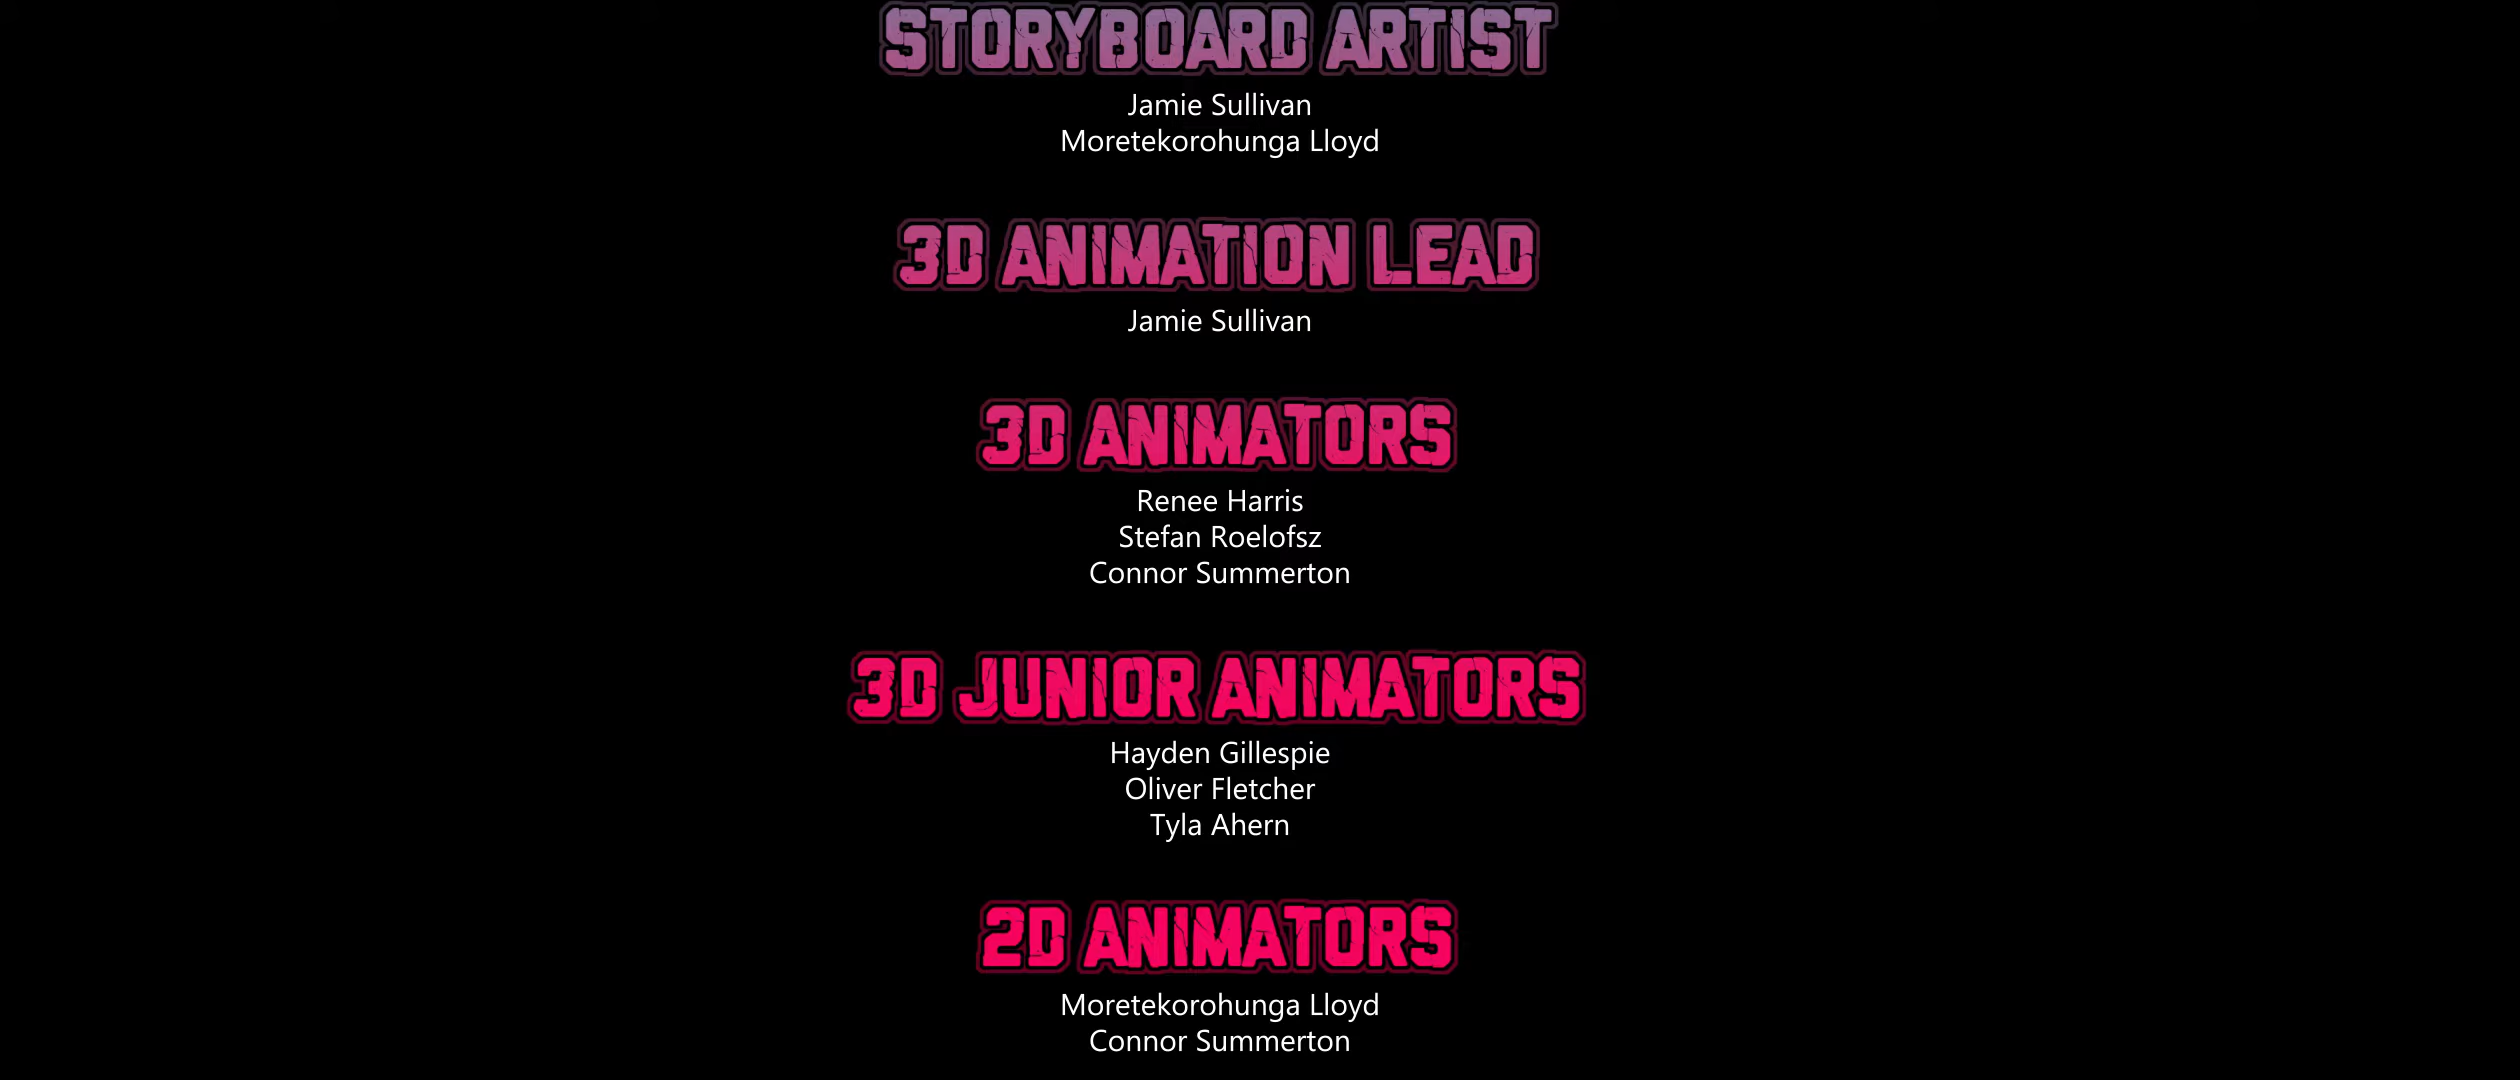 STORYBOARD ARTIST
Jamie Sullivan
Moretekorohunga Lloyd
3D ANIMATION LEAD
Jamie Sullivan
3D ANIMATORS
Renee Harris
Stefan Roelofsz
Connor Summerton
3D JUNIOR ANIMATORS
Hayden Gillespie
Oliver Fletcher
Tyla Ahern
2D ANIMATORS
Moretekorohunga Lloyd
Connor Summerton